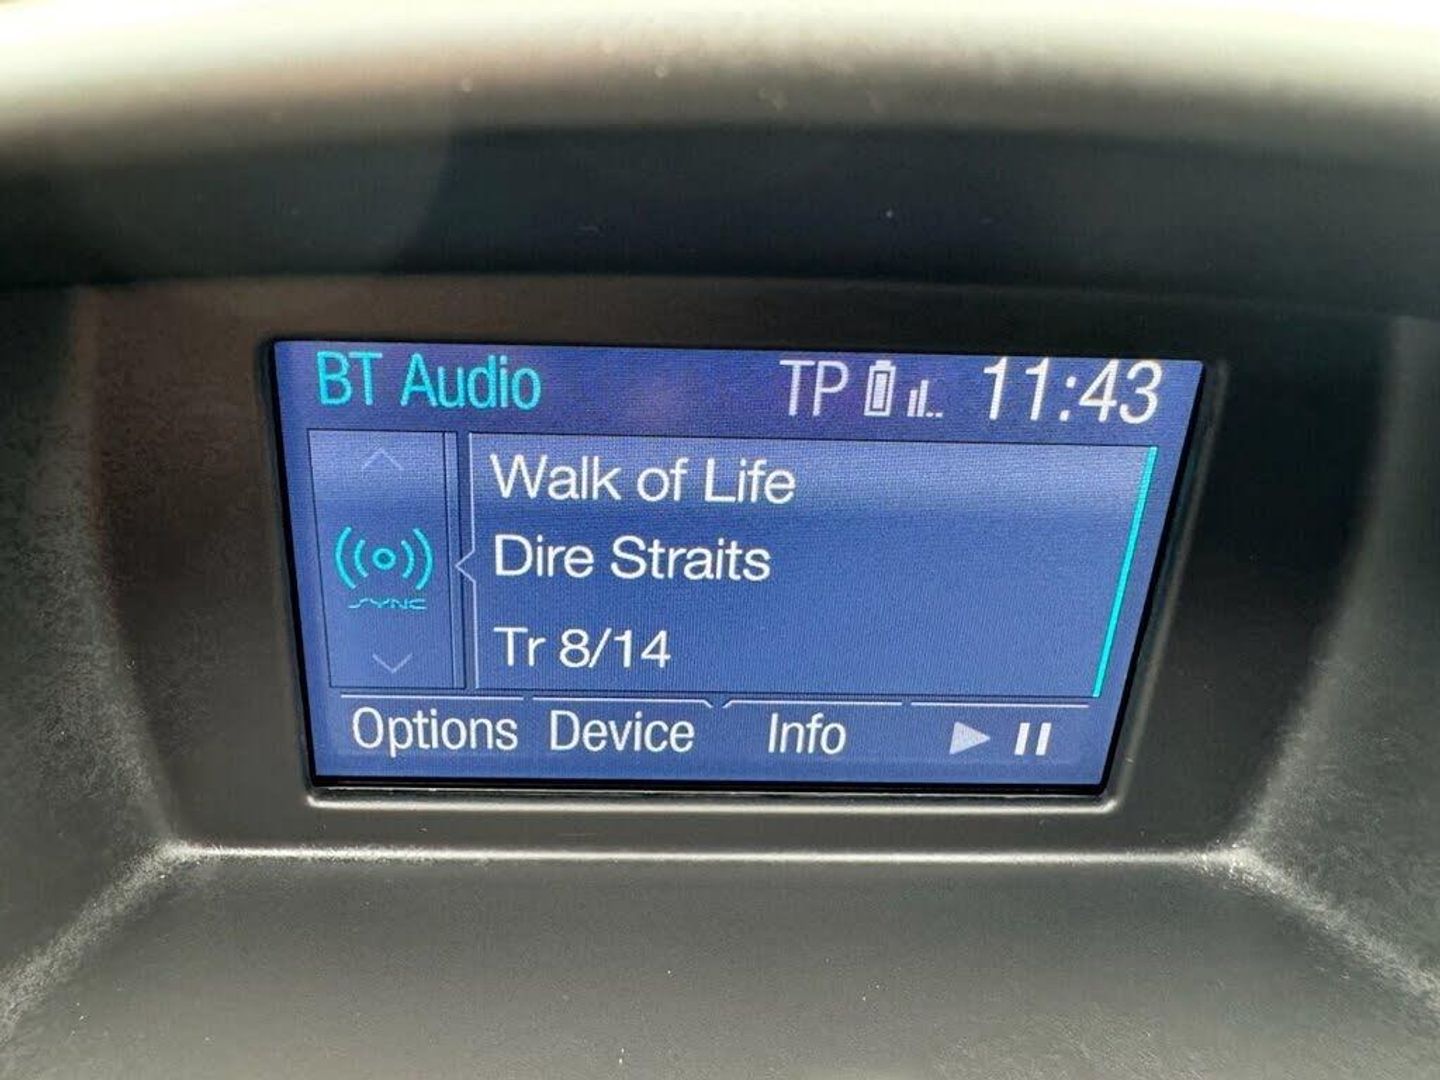 BT Audio TP 11:43
Walk of Life
Dire Straits
SYNC
Tr 8/14
Options Device Info